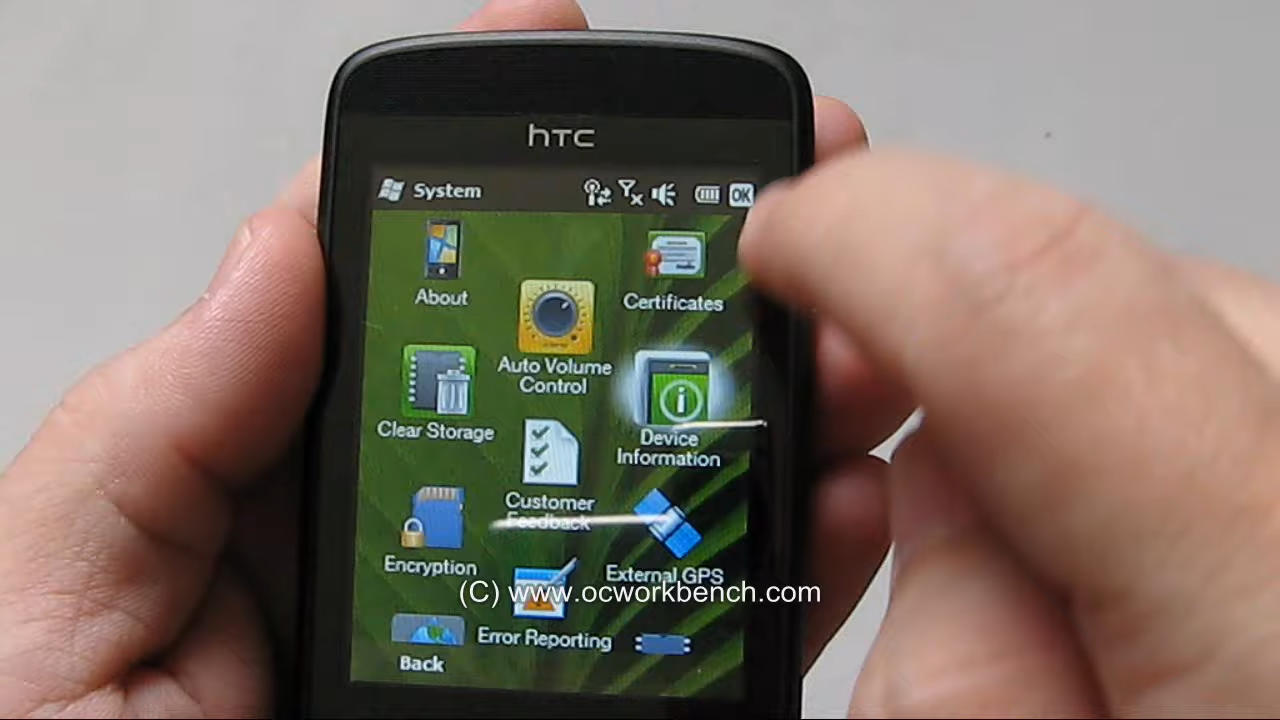 hTC
System
OK
About
Certificates
Auto Volume
Control
Clear Storage
Device
Information
Customer
Feedback
Encryption
External GPS
(C) www.ocworkbench.com
Error Reporting
Back